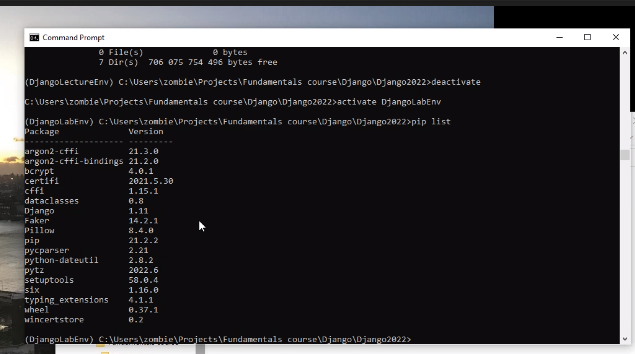 Command Prompt
0 File(s) 0 bytes
7 Dir(s) 706 075 754 496 bytes free
(DjangoLectureEnv) C:\Users\zombie\Projects\Fundamentals course\Django\Django2022>deactivate
C:\Users\zombie\Projects\Fundamentals course\Django\Django2022>activate DjangoLabEnv
(DjangoLabEnv) C:\Users\zombie\Projects\Fundamentals course\Django\Django2022>pip list
Package Version
-------------------- ---------
argon2-cffi 21.3.0
argon2-cffi-bindings 21.2.0
bcrypt 4.0.1
certifi 2021.5.30
cffi 1.15.1
dataclasses 0.8
Django 1.11
Faker 14.2.1
Pillow 8.4.0
pip 21.2.2
pycparser 2.21
python-dateutil 2.8.2
pytz 2022.6
setuptools 58.0.4
six 1.16.0
typing_extensions 4.1.1
wheel 0.37.1
wincertstore 0.2
(DjangoLabEnv) C:\Users\zombie\Projects\Fundamentals course\Django\Django2022>